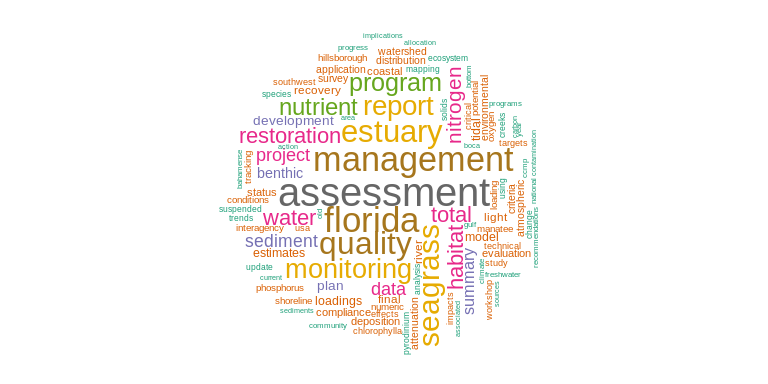 implications
allocation
progress
watershed
hillsborough
distribution
ecosystem
application
coastal
mapping
southwest
survey
program
bottom
potential
environmental
species
recovery
nitrogen
nutrient
report
solids
critical
programs
development
area
estuary
tidal
oxygen
creeks
carbon
year
restoration
action
boca
targets
project
management
national contamination
bahamense
tracking
benthic
assessment
ccmp
status
loading
using
criteria
atmospheric
conditions
suspended
trends
water
old
florida
total
light
change
recommendations
interagency
usa
gulf
manatee
sediment
quality
seagrass
river
habitat
model
technical
estimates
evaluation
update
monitoring
analysis
summary
climate
study
current
freshwater
phosphorus
plan
data
workshop
sources
shoreline
loadings
final
numeric
impacts
associated
sediments
compliance
effects
community
deposition
attenuation
chlorophylla
pyrodinium